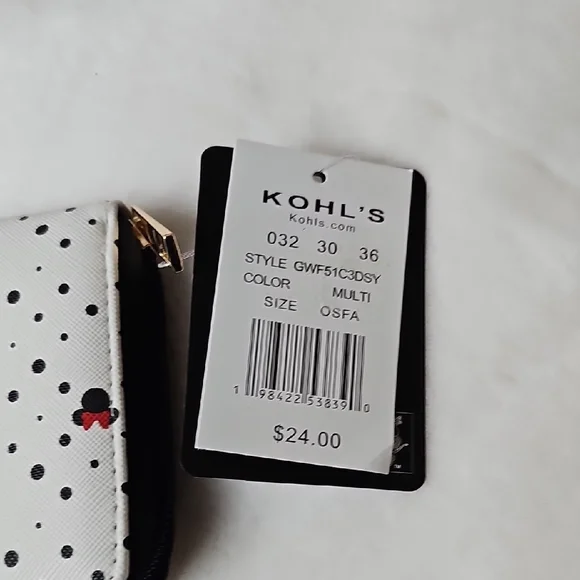 KOHL'S
Kohls.com
032 30 36
STYLE GWF51C3DSY
COLOR MULTI
SIZE OSFA
1 98422 53839 0
$24.00